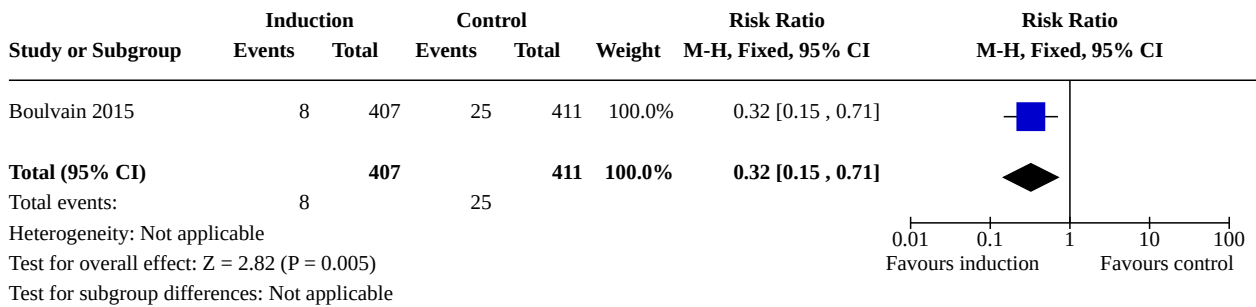 Induction Control Risk Ratio Risk Ratio
Study or Subgroup Events Total Events Total Weight M-H, Fixed, 95% CI M-H, Fixed, 95% CI
Boulvain 2015 8 407 25 411 100.0% 0.32 [0.15 , 0.71]
Total (95% CI) 407 411 100.0% 0.32 [0.15 , 0.71]
Total events: 8 25
Heterogeneity: Not applicable 0.01 0.1 1 10 100
Test for overall effect: Z = 2.82 (P = 0.005) Favours induction Favours control
Test for subgroup differences: Not applicable